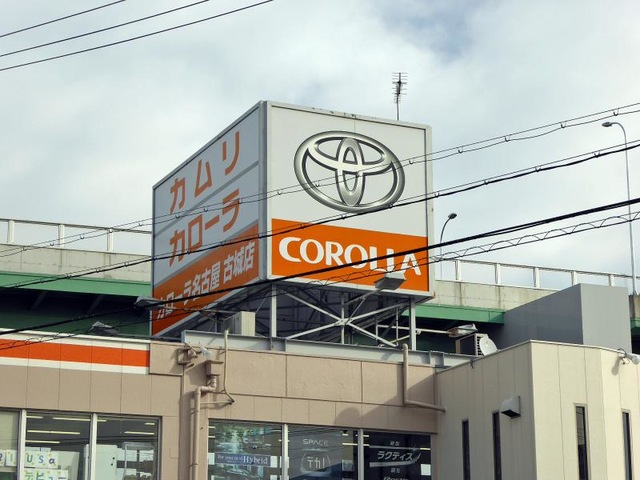 カムリ
カローラ
カローラ名古屋 古城店
COROLLA
Hybrid
SPACE
ラクティス